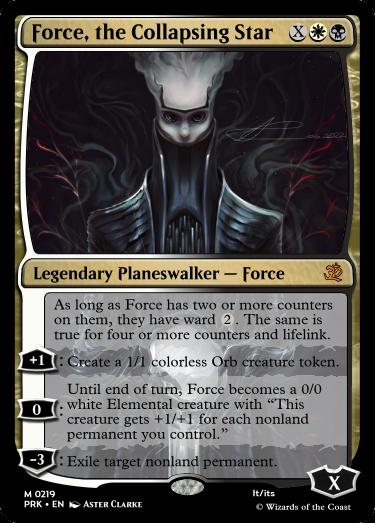 Force, the Collapsing Star X
Legendary Planeswalker — Force
As long as Force has two or more counters
on them, they have ward 2. The same is
true for four or more counters and lifelink.
+1: Create a 1/1 colorless Orb creature token.
Until end of turn, Force becomes a 0/0
0: white Elemental creature with “This
creature gets +1/+1 for each nonland
permanent you control.”
-3: Exile target nonland permanent.
X
M 0219
PRK • EN Aster Clarke
It/its
© Wizards of the Coast